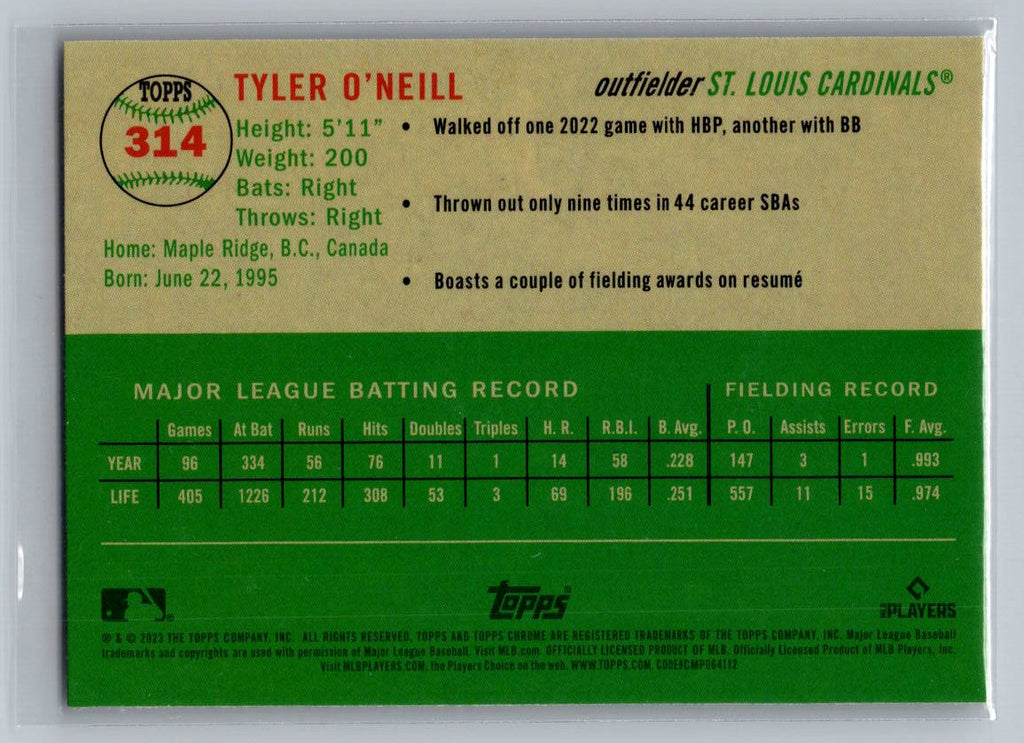 TOPPS
314
TYLER O'NEILL
outfielder ST. LOUIS CARDINALS®
Height: 5'11"
Weight: 200
Bats: Right
Throws: Right
Home: Maple Ridge, B.C., Canada
Born: June 22, 1995
• Walked off one 2022 game with HBP, another with BB
• Thrown out only nine times in 44 career SBAs
• Boasts a couple of fielding awards on resumé
MAJOR LEAGUE BATTING RECORD FIELDING RECORD
Games At Bat Runs Hits Doubles Triples H. R. R.B.I. B. Avg. P. O. Assists Errors F. Avg.
YEAR 96 334 56 76 11 1 14 58 .228 147 3 1 .993
LIFE 405 1226 212 308 53 3 69 196 .251 557 11 15 .974
topps®
MLB PLAYERS
® & © 2023 THE TOPPS COMPANY, INC. ALL RIGHTS RESERVED. TOPPS AND TOPPS CHROME ARE REGISTERED TRADEMARKS OF THE TOPPS COMPANY, INC. Major League Baseball
trademarks and copyrights are used with permission of Major League Baseball. Visit MLB.com. OFFICIALLY LICENSED PRODUCT OF MLB. Officially Licensed Product of MLB Players, Inc.
Visit MLBPLAYERS.COM, the Players Choice on the web. WWW.TOPPS.COM. CODE#CMP064112